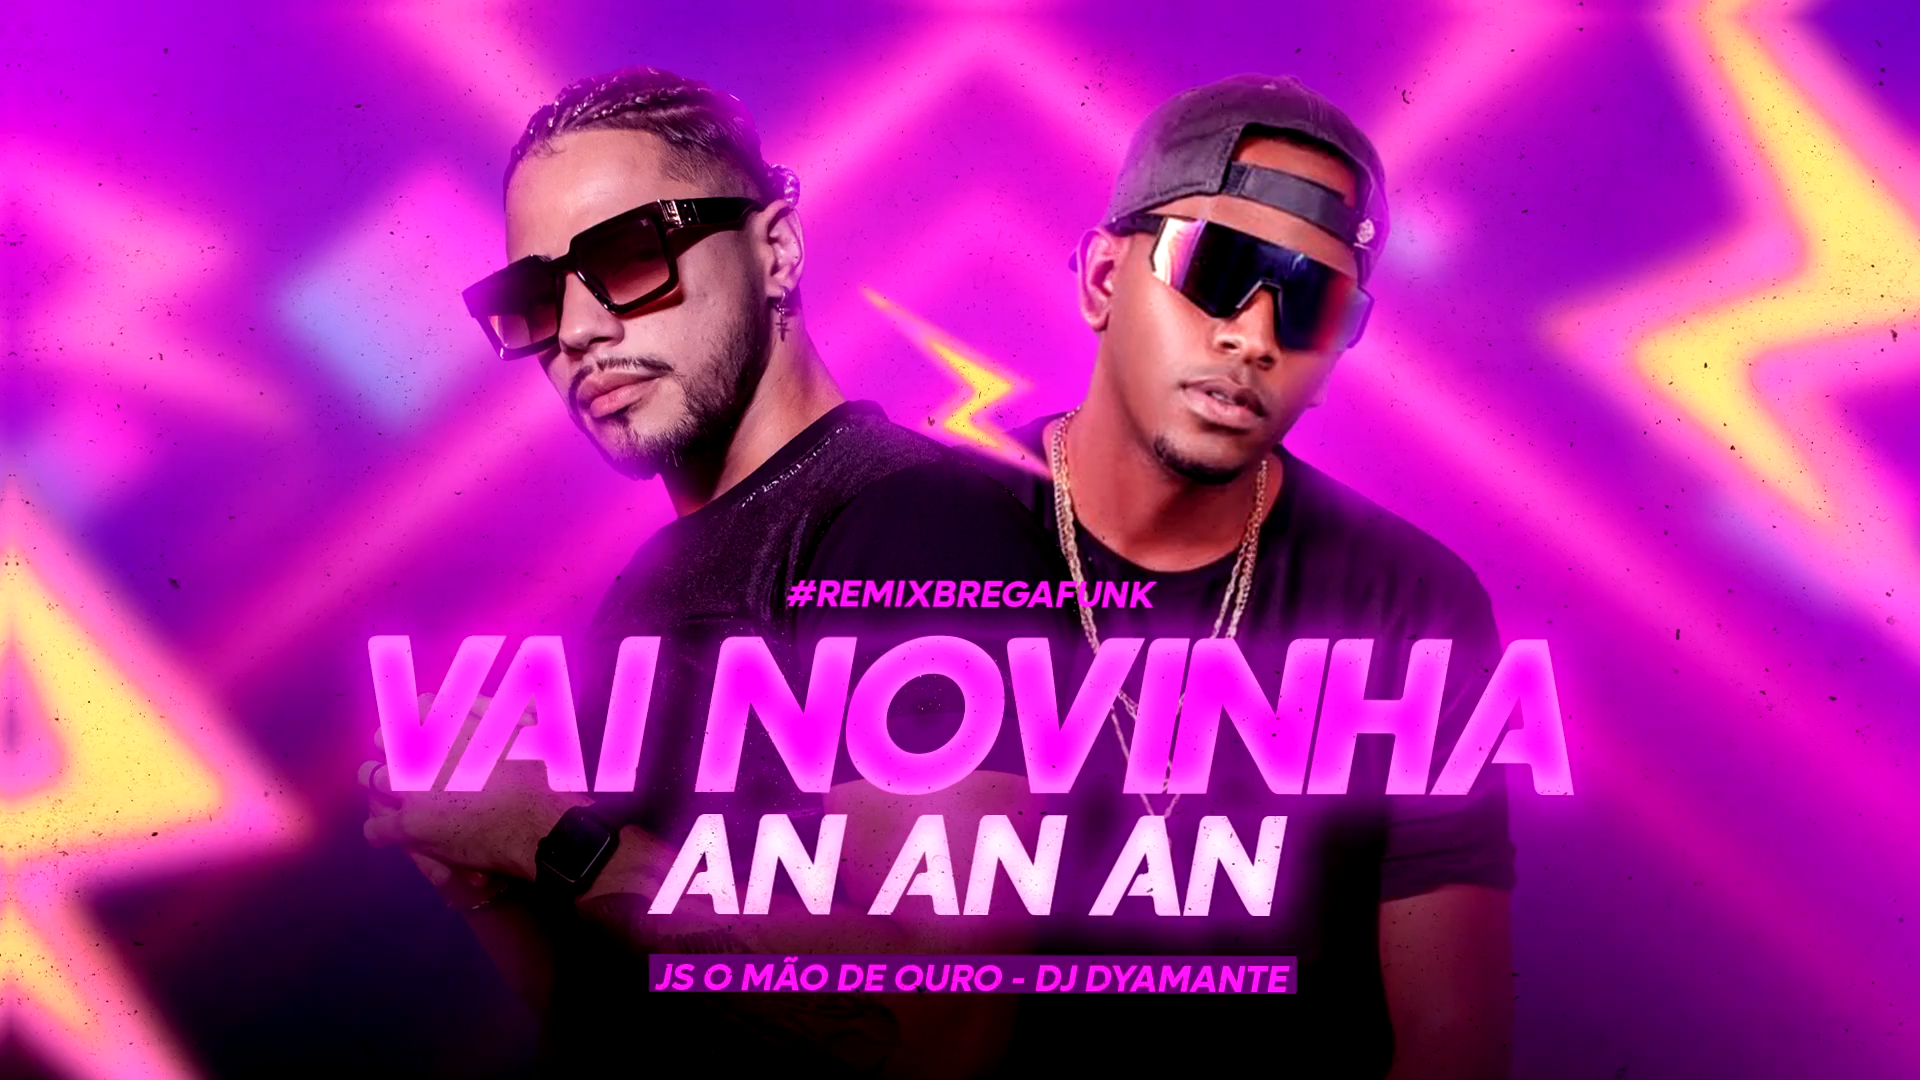 #REMIXBREGAFUNK
VAI NOVINHA
AN AN AN
JS O MÃO DE OURO - DJ DYAMANTE